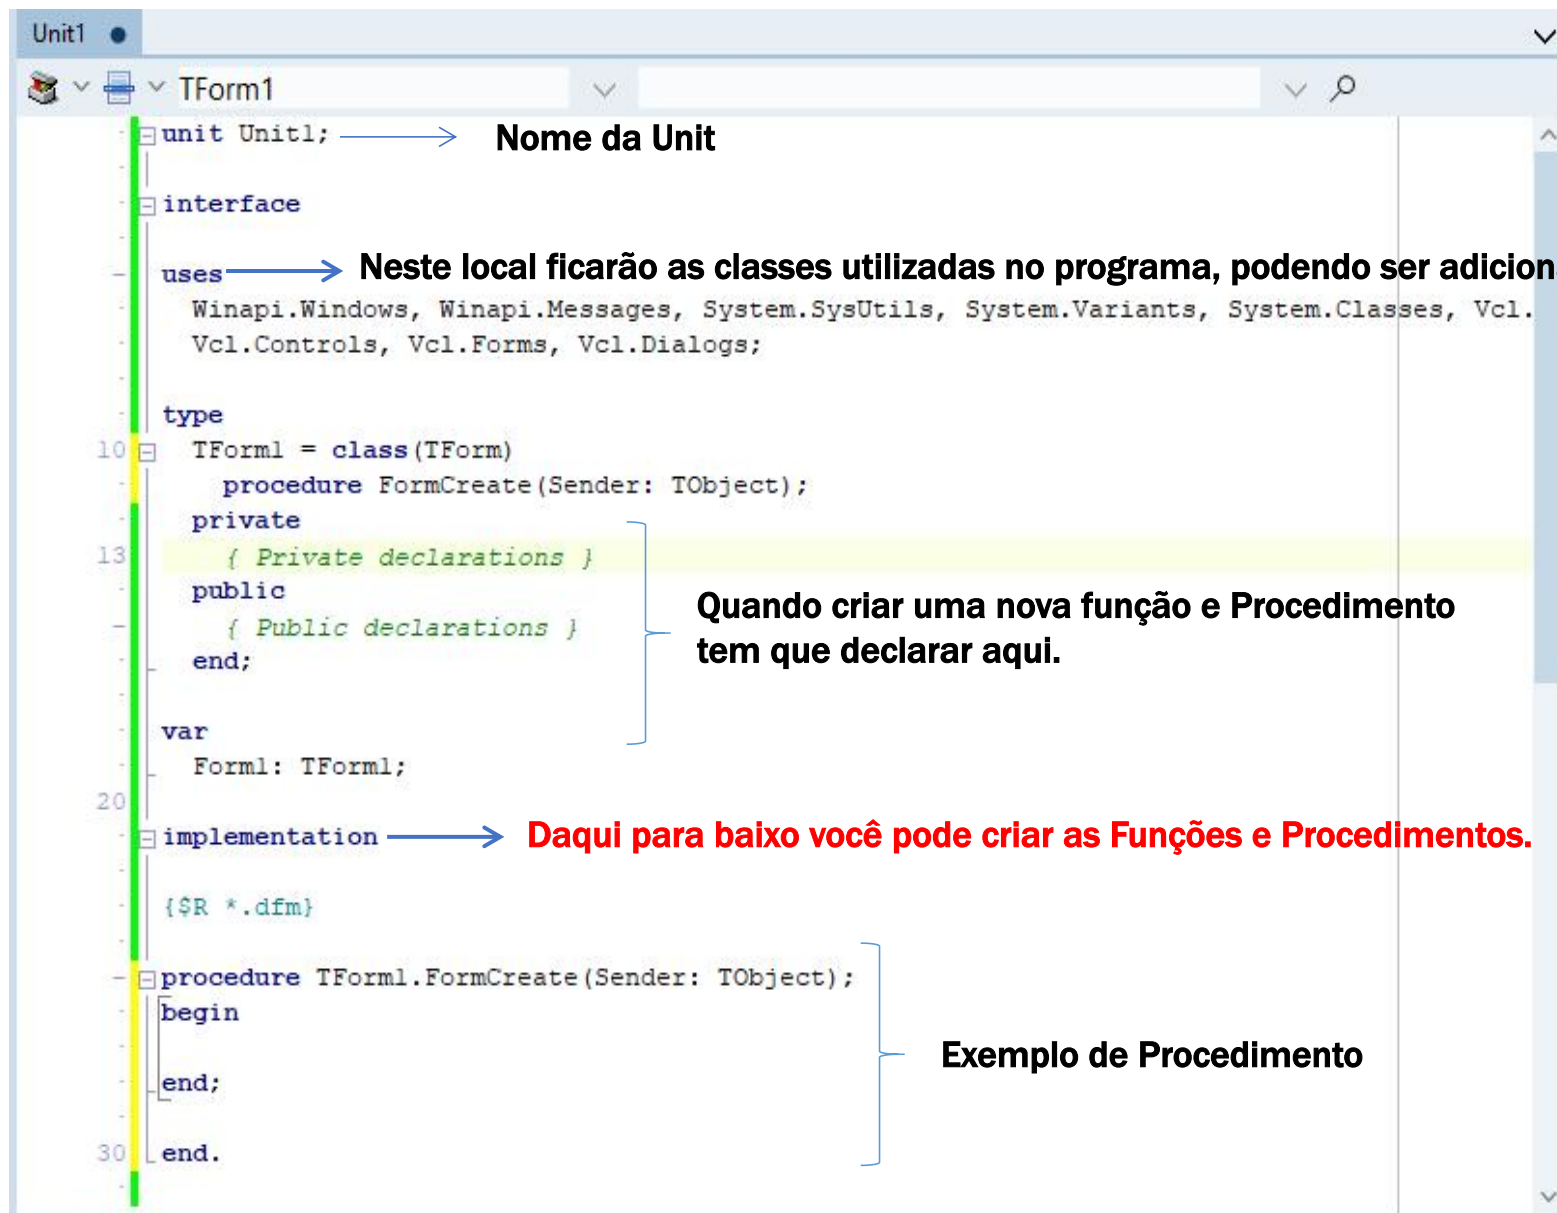 Unit1
TForm1
unit Unit1; Nome da Unit
interface
uses Neste local ficarão as classes utilizadas no programa, podendo ser adicion
Winapi.Windows, Winapi.Messages, System.SysUtils, System.Variants, System.Classes, Vcl.
Vcl.Controls, Vcl.Forms, Vcl.Dialogs;
type
10 TForm1 = class(TForm)
procedure FormCreate(Sender: TObject);
private
13 { Private declarations }
public
{ Public declarations }
end;
Quando criar uma nova função e Procedimento
tem que declarar aqui.
var
Form1: TForm1;
20
implementation Daqui para baixo você pode criar as Funções e Procedimentos.
{$R *.dfm}
procedure TForm1.FormCreate(Sender: TObject);
begin
Exemplo de Procedimento
end;
30 end.